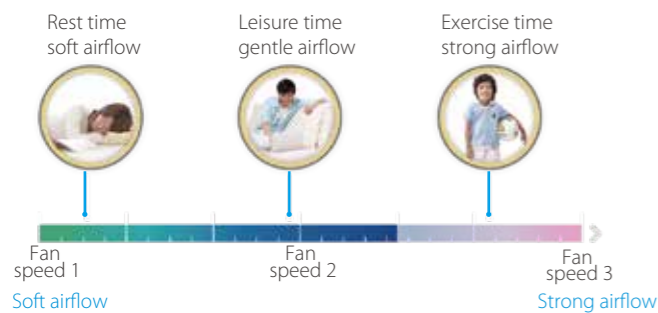 Rest time
soft airflow
Leisure time
gentle airflow
Exercise time
strong airflow
Fan
speed 1
Fan
speed 2
Fan
speed 3
Soft airflow
Strong airflow